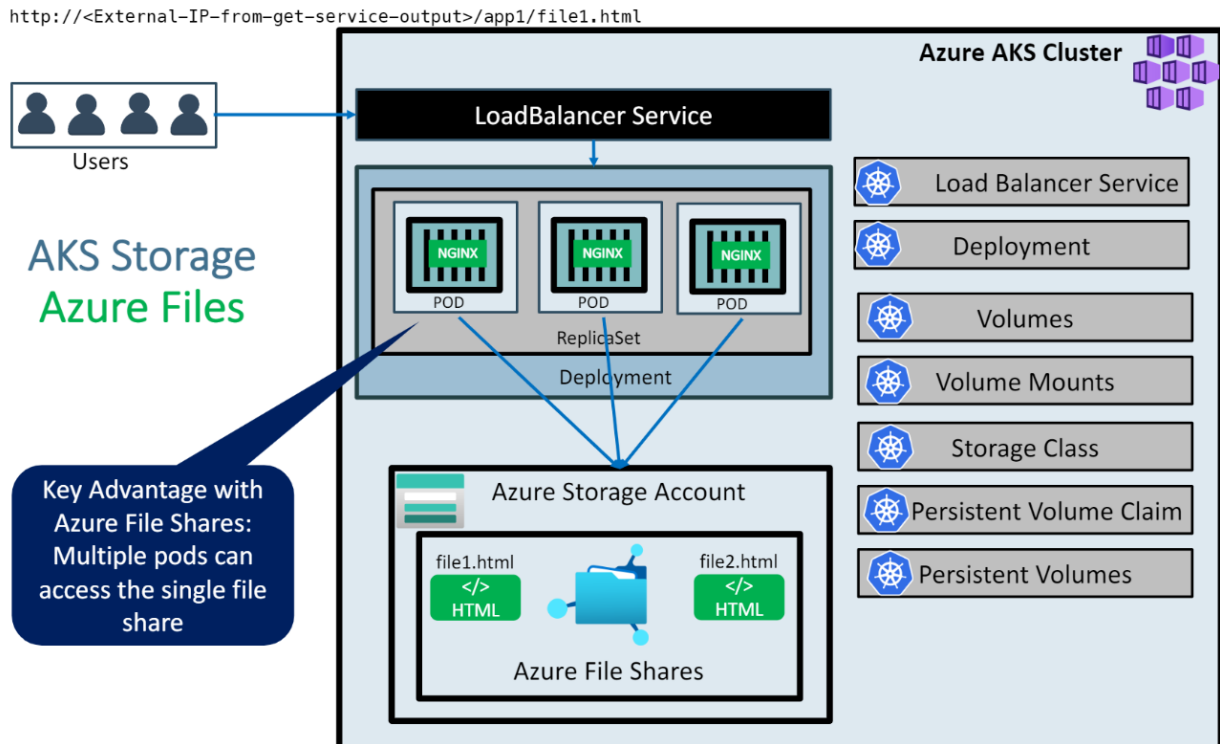 http://<External-IP-from-get-service-output>/app1/file1.html
Azure AKS Cluster
Users
LoadBalancer Service
NGINX
POD
NGINX
POD
NGINX
POD
ReplicaSet
Deployment
AKS Storage
Azure Files
Key Advantage with
Azure File Shares:
Multiple pods can
access the single file
share
Azure Storage Account
file1.html
</>
HTML
file2.html
</>
HTML
Azure File Shares
Load Balancer Service
Deployment
Volumes
Volume Mounts
Storage Class
Persistent Volume Claim
Persistent Volumes